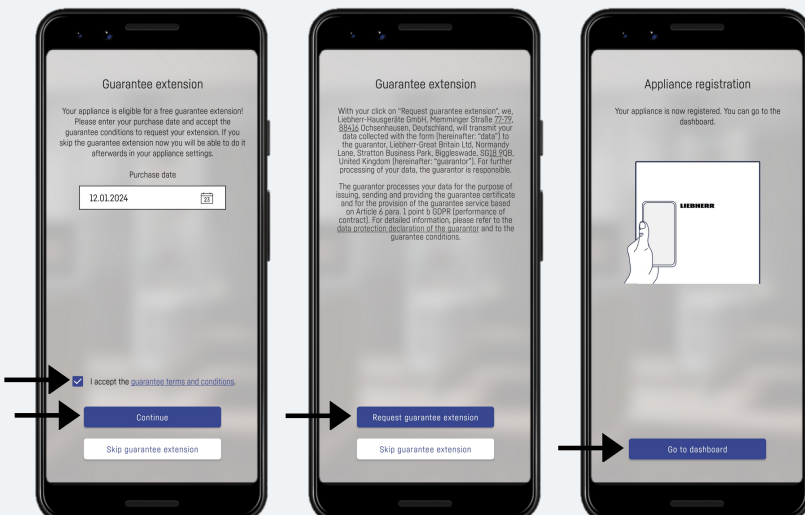 Guarantee extension
Your appliance is eligible for a free guarantee extension!
Please enter your purchase date and accept the
guarantee conditions to request your extension. If you
skip the guarantee extension now you will be able to do it
afterwards in your appliance settings.
Purchase date
12.01.2024
23
I accept the guarantee terms and conditions.
Continue
Skip guarantee extension
Guarantee extension
With your click on "Request guarantee extension", we,
Liebherr-Hausgeräte GmbH, Memminger Straße 77-79,
88416 Ochsenhausen, Deutschland, will transmit your
data collected with the form (hereinafter: "data") to
the guarantor, Liebherr-Great Britain Ltd, Normandy
Lane, Stratton Business Park, Biggleswade, SG18 9QB,
United Kingdom (hereinafter: "guarantor"). For further
processing of your data, the guarantor is responsible.
The guarantor processes your data for the purpose of
issuing, sending and providing the guarantee certificate
and for the provision of the guarantee service based
on Article 6 para. 1 point b GDPR (performance of
contract). For detailed information, please refer to the
data protection declaration of the guarantor and to the
guarantee conditions.
Request guarantee extension
Skip guarantee extension
Appliance registration
Your appliance is now registered. You can go to the
dashboard.
LIEBHERR
Go to dashboard